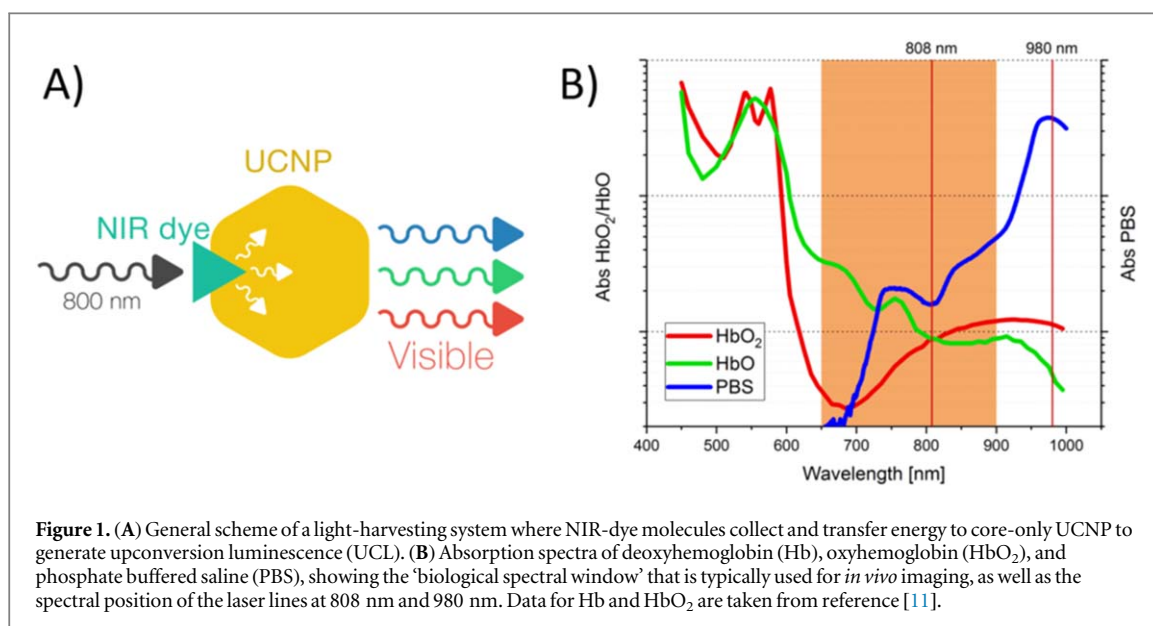 A)
UCNP
NIR dye
800 nm
Visible
B)
808 nm
980 nm
Abs HbO₂/HbO
Abs PBS
HbO₂
HbO
PBS
400 500 600 700 800 900 1000
Wavelength [nm]
Figure 1. (A) General scheme of a light-harvesting system where NIR-dye molecules collect and transfer energy to core-only UCNP to
generate upconversion luminescence (UCL). (B) Absorption spectra of deoxyhemoglobin (Hb), oxyhemoglobin (HbO₂), and
phosphate buffered saline (PBS), showing the ‘biological spectral window’ that is typically used for in vivo imaging, as well as the
spectral position of the laser lines at 808 nm and 980 nm. Data for Hb and HbO₂ are taken from reference [11].